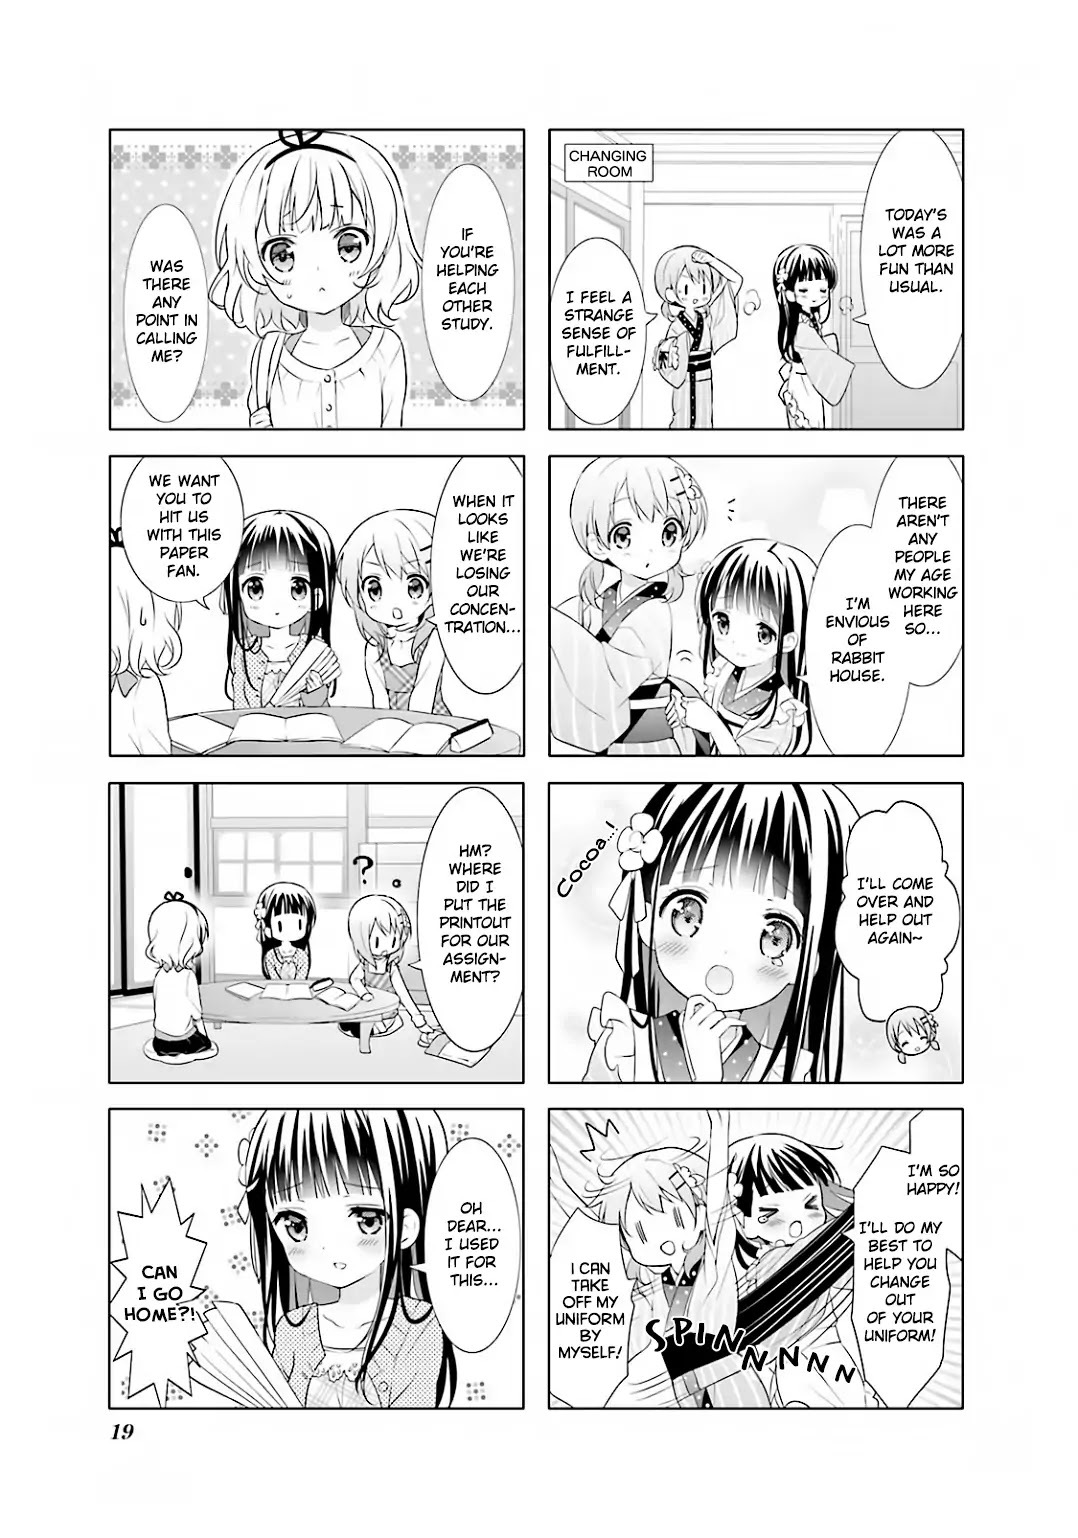 CHANGING
ROOM
TODAY'S
WAS A
LOT MORE
FUN THAN
USUAL.
I FEEL A
STRANGE
SENSE OF
FULFILL-
MENT.
THERE
AREN'T
ANY
PEOPLE
MY AGE
WORKING
HERE
SO...
I'M
ENVIOUS
OF
RABBIT
HOUSE.
I'LL COME
OVER AND
HELP OUT
AGAIN~
Cocoa...!
I'M SO
HAPPY!
I'LL DO MY
BEST TO
HELP YOU
CHANGE
OUT
OF YOUR
UNIFORM!
SPINNNNNN
I CAN
TAKE
OFF MY
UNIFORM
BY
MYSELF!
IF
YOU'RE
HELPING
EACH
OTHER
STUDY.
WAS
THERE
ANY
POINT IN
CALLING
ME?
WHEN IT
LOOKS
LIKE
WE'RE
LOSING
OUR
CONCEN-
TRATION...
WE WANT
YOU TO
HIT US
WITH THIS
PAPER
FAN.
HM?
WHERE
DID I
PUT THE
PRINTOUT
FOR OUR
ASSIGN-
MENT?
?
OH
DEAR...
I USED
IT FOR
THIS...
CAN
I GO
HOME?!
19